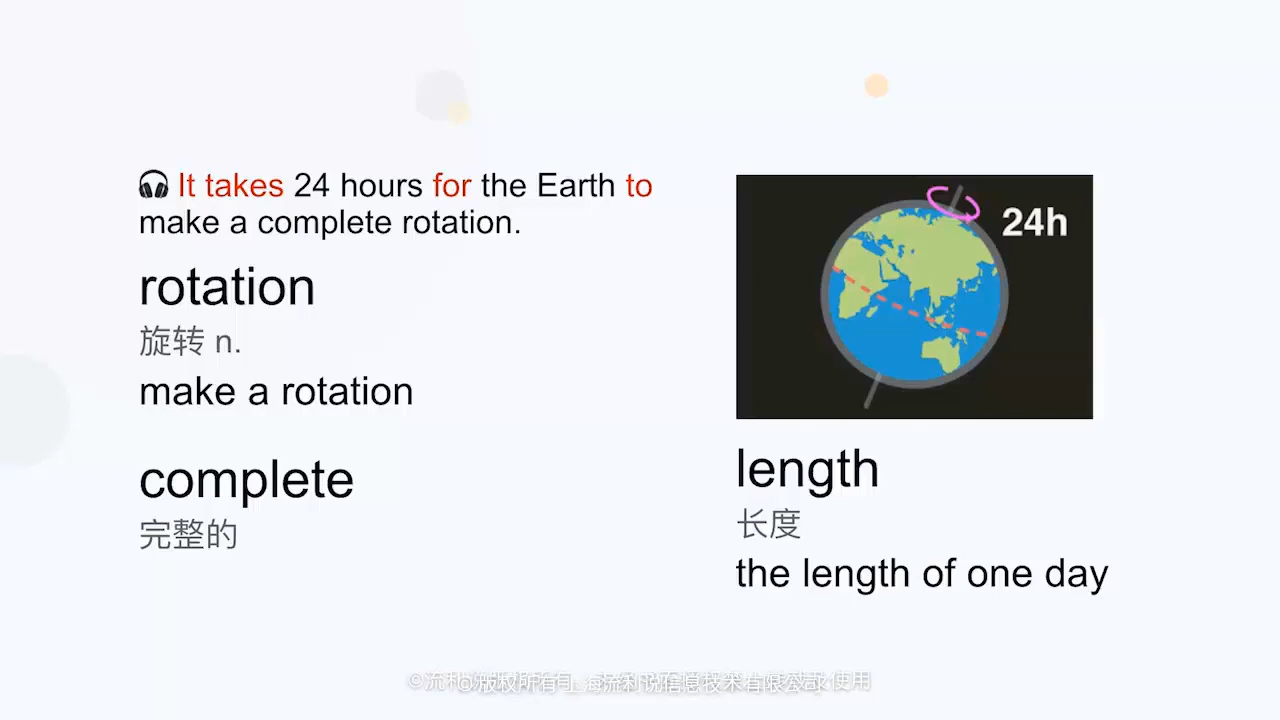 It takes 24 hours for the Earth to
make a complete rotation.
rotation
旋转 n.
make a rotation
complete
完整的
24h
length
长度
the length of one day